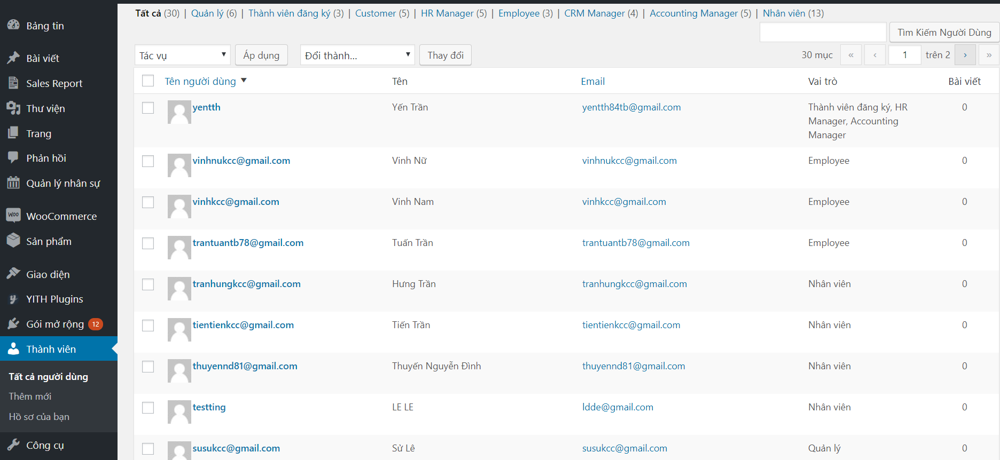 Bảng tin
Bài viết
Sales Report
Thư viện
Trang
Phản hồi
Quản lý nhân sự
Woo WooCommerce
Sản phẩm
Giao diện
y YITH Plugins
Gói mở rộng 12
Thành viên
Tất cả người dùng
Thêm mới
Hồ sơ của bạn
Công cụ
Tất cả (30) | Quản lý (6) | Thành viên đăng ký (3) | Customer (5) | HR Manager (5) | Employee (3) | CRM Manager (4) | Accounting Manager (5) | Nhân viên (13)
Tìm Kiếm Người Dùng
Tác vụ Áp dụng Đổi thành... Thay đổi 30 mục « ‹ 1 trên 2 › »
Tên người dùng Tên Email Vai trò Bài viết
yentth Yến Trần yentth84tb@gmail.com Thành viên đăng ký, HR 0
Manager, Accounting
Manager
vinhnukcc@gmail.com Vinh Nữ vinhnukcc@gmail.com Employee 0
vinhkcc@gmail.com Vinh Nam vinhkcc@gmail.com Employee 0
trantuantb78@gmail.com Tuấn Trần trantuantb78@gmail.com Employee 0
tranhungkcc@gmail.com Hưng Trần tranhungkcc@gmail.com Nhân viên 0
tientienkcc@gmail.com Tiến Trần tientienkcc@gmail.com Nhân viên 0
thuyennd81@gmail.com Thuyến Nguyễn Đình thuyennd81@gmail.com Nhân viên 0
testting LE LE ldde@gmail.com Nhân viên 0
susukcc@gmail.com Sử Lê susukcc@gmail.com Quản lý 0